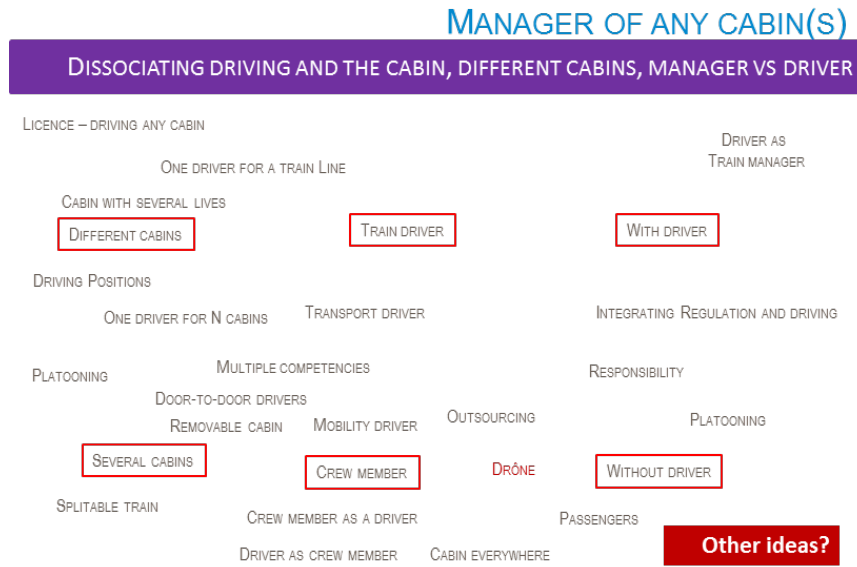 MANAGER OF ANY CABIN(S)
DISSOCIATING DRIVING AND THE CABIN, DIFFERENT CABINS, MANAGER VS DRIVER
LICENCE – DRIVING ANY CABIN
DRIVER AS
TRAIN MANAGER
ONE DRIVER FOR A TRAIN LINE
CABIN WITH SEVERAL LIVES
DIFFERENT CABINS
TRAIN DRIVER
WITH DRIVER
DRIVING POSITIONS
ONE DRIVER FOR N CABINS
TRANSPORT DRIVER
INTEGRATING REGULATION AND DRIVING
PLATOONING
MULTIPLE COMPETENCIES
RESPONSIBILITY
DOOR-TO-DOOR DRIVERS
REMOVABLE CABIN
MOBILITY DRIVER
OUTSOURCING
PLATOONING
SEVERAL CABINS
CREW MEMBER
DRÔNE
WITHOUT DRIVER
SPLITABLE TRAIN
CREW MEMBER AS A DRIVER
PASSENGERS
DRIVER AS CREW MEMBER
CABIN EVERYWHERE
Other ideas?